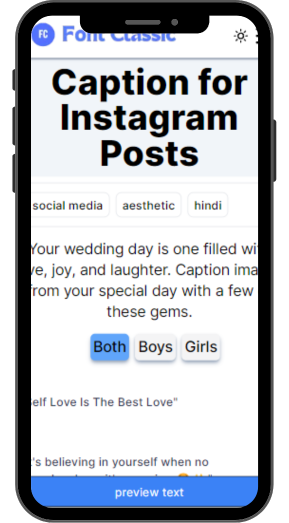 FC Font Classic
Caption for
Instagram
Posts
social media aesthetic hindi
Your wedding day is one filled wi
ve, joy, and laughter. Caption ima
from your special day with a few
these gems.
Both Boys Girls
elf Love Is The Best Love"
t's believing in yourself when no
preview text